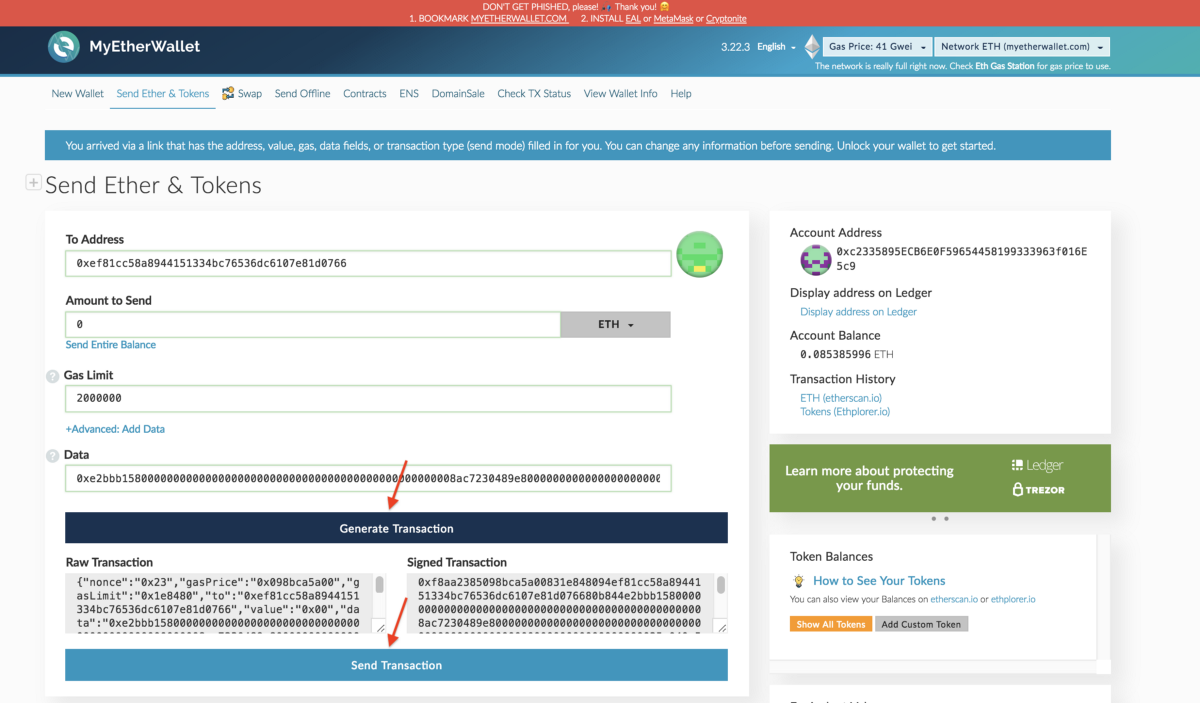 DON'T GET PHISHED, please! Thank you!
1. BOOKMARK MYETHERWALLET.COM 2. INSTALL EAL or MetaMask or Cryptonite
MyEtherWallet
3.22.3 English Gas Price: 41 Gwei Network ETH (myetherwallet.com)
The network is really full right now. Check Eth Gas Station for gas price to use.
New Wallet Send Ether & Tokens Swap Send Offline Contracts ENS DomainSale Check TX Status View Wallet Info Help
You arrived via a link that has the address, value, gas, data fields, or transaction type (send mode) filled in for you. You can change any information before sending. Unlock your wallet to get started.
Send Ether & Tokens
To Address
0xef81cc58a8944151334bc76536dc6107e81d0766
Amount to Send
0 ETH
Send Entire Balance
Gas Limit
2000000
+Advanced: Add Data
Data
Generate Transaction
Raw Transaction
{"nonce":"0x23","gasPrice":"0x098bca5a00","g
asLimit":"0x1e8480","to":"0xef81cc58a8944151
334bc76536dc6107e81d0766","value":"0x00","da
Signed Transaction
0xf8aa2385098bca5a00831e848094ef81cc58a89441
Send Transaction
Account Address
0xc2335895ECB6E0F59654458199333963f016E
5c9
Display address on Ledger
Display address on Ledger
Account Balance
0.085385996 ETH
Transaction History
ETH (etherscan.io)
Tokens (Ethplorer.io)
Learn more about protecting
your funds.
Ledger
TREZOR
Token Balances
How to See Your Tokens
You can also view your Balances on etherscan.io or ethplorer.io
Show All Tokens Add Custom Token